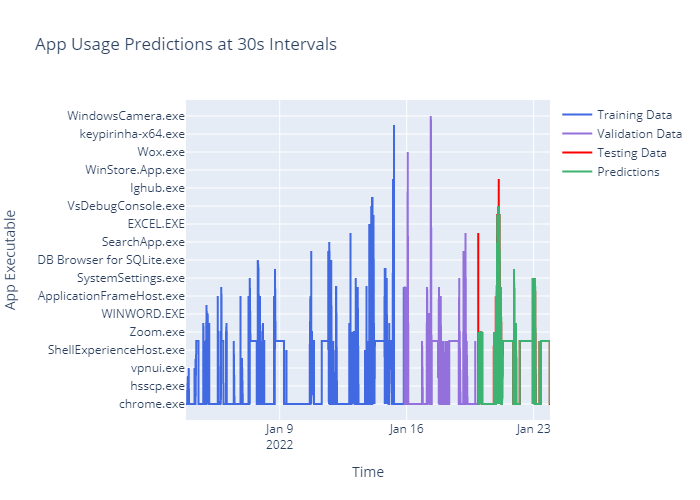 App Usage Predictions at 30s Intervals
WindowsCamera.exe
keypirinha-x64.exe
Wox.exe
WinStore.App.exe
lghub.exe
VsDebugConsole.exe
EXCEL.EXE
SearchApp.exe
DB Browser for SQLite.exe
SystemSettings.exe
ApplicationFrameHost.exe
WINWORD.EXE
Zoom.exe
ShellExperienceHost.exe
vpnui.exe
hsscp.exe
chrome.exe
App Executable
Jan 9
2022
Jan 16
Jan 23
Time
Training Data
Validation Data
Testing Data
Predictions